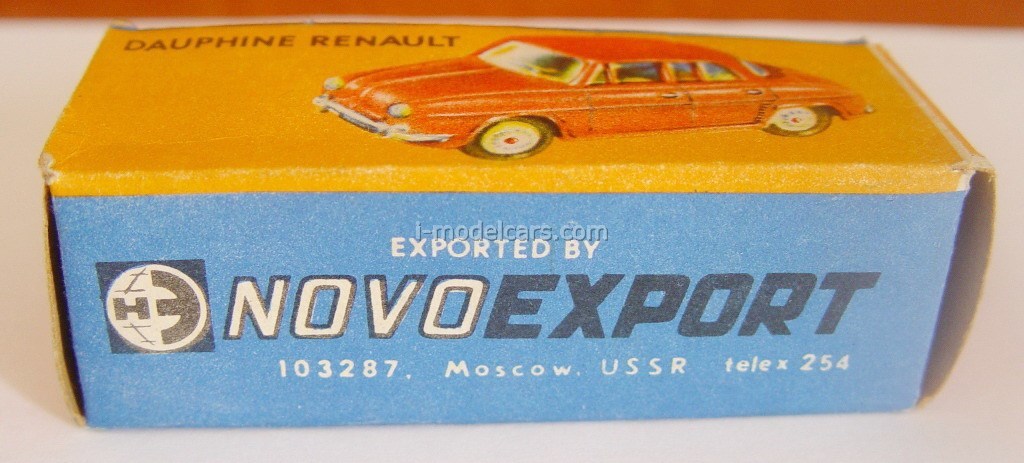 DAUPHINE RENAULT
i-modelcars.com
EXPORTED BY
NOVOEXPORT
103287. Moscow. USSR telex 254